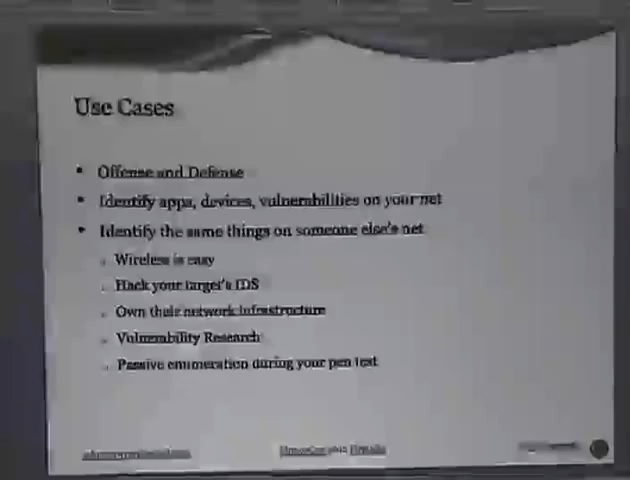 Use Cases
Offense and Defense
Identify apps, devices, vulnerabilities on your net
Identify the same things on someone else's net
Wireless is easy
Hack your target's IDS
Own their network infrastructure
Vulnerability Research
Passive enumeration during your pen test